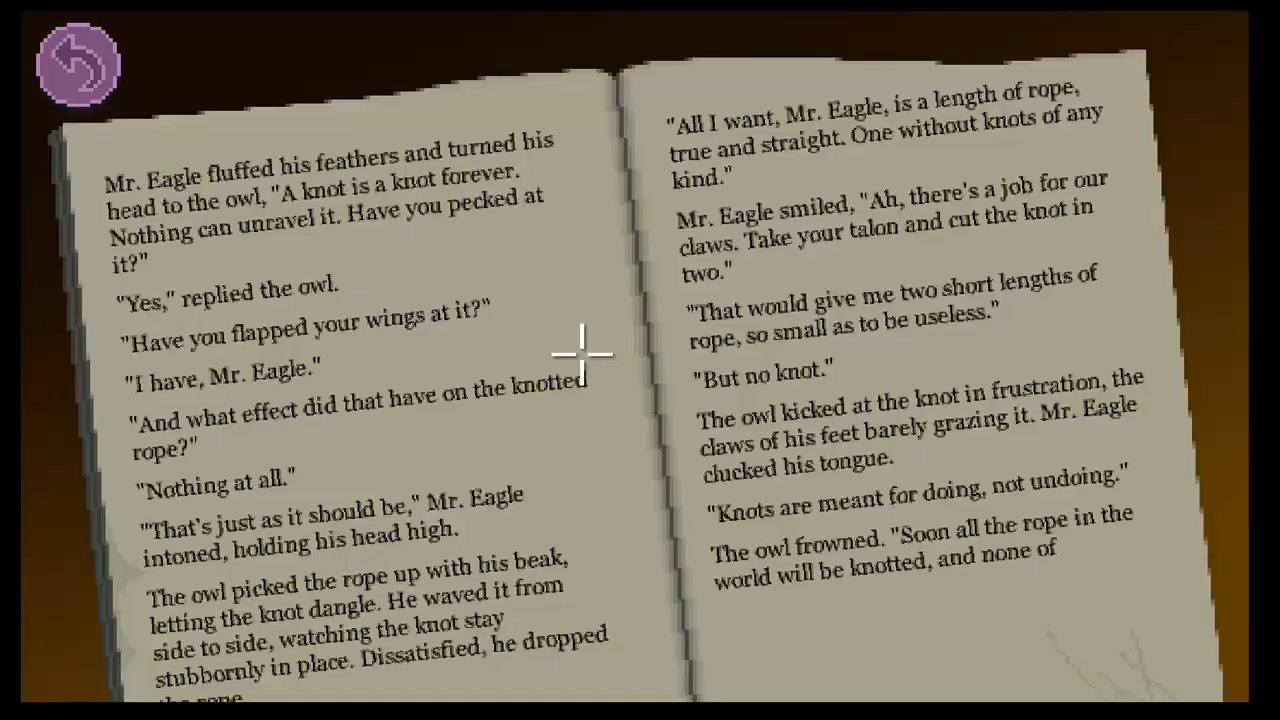 Mr. Eagle fluffed his feathers and turned his
head to the owl, "A knot is a knot forever.
Nothing can unravel it. Have you pecked at
it?"
"Yes," replied the owl.
"Have you flapped your wings at it?"
"I have, Mr. Eagle."
"And what effect did that have on the knotted
rope?"
"Nothing at all."
"That's just as it should be," Mr. Eagle
intoned, holding his head high.
The owl picked the rope up with his beak,
letting the knot dangle. He waved it from
side to side, watching the knot stay
stubbornly in place. Dissatisfied, he dropped
the rope
"All I want, Mr. Eagle, is a length of rope,
true and straight. One without knots of any
kind."
Mr. Eagle smiled, "Ah, there's a job for our
claws. Take your talon and cut the knot in
two."
"That would give me two short lengths of
rope, so small as to be useless."
"But no knot."
The owl kicked at the knot in frustration, the
claws of his feet barely grazing it. Mr. Eagle
clucked his tongue.
"Knots are meant for doing, not undoing."
The owl frowned. "Soon all the rope in the
world will be knotted, and none of